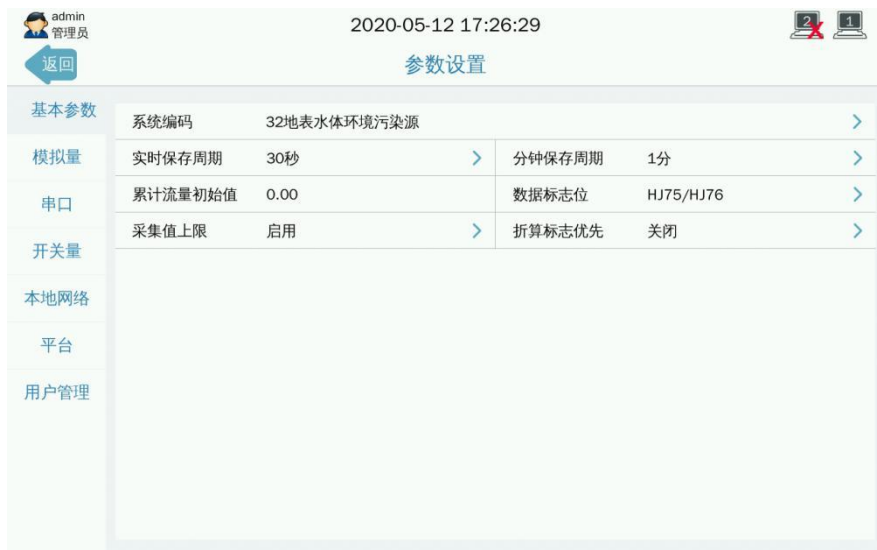 admin
管理员
2020-05-12 17:26:29
2
1
返回
参数设置
基本参数
模拟量
串口
开关量
本地网络
平台
用户管理
系统编码 32地表水体环境污染源
实时保存周期 30秒 分钟保存周期 1分
累计流量初始值 0.00 数据标志位 HJ75/HJ76
采集值上限 启用 折算标志优先 关闭